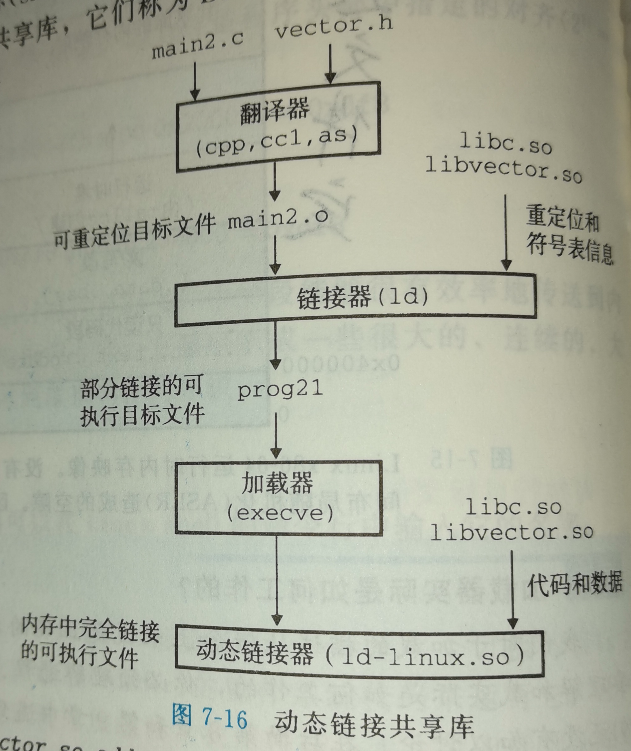 共享库，它们称为
main2.c vector.h
翻译器
(cpp,cc1,as)
libc.so
libvector.so
可重定位目标文件 main2.o
重定位和
符号表信息
链接器(ld)
部分链接的可
执行目标文件
prog21
0x400000
图 7-15
加载器
(execve)
libc.so
libvector.so
代码和数据
内存中完全链接
的可执行文件
动态链接器(ld-linux.so)
图 7-16 动态链接共享库